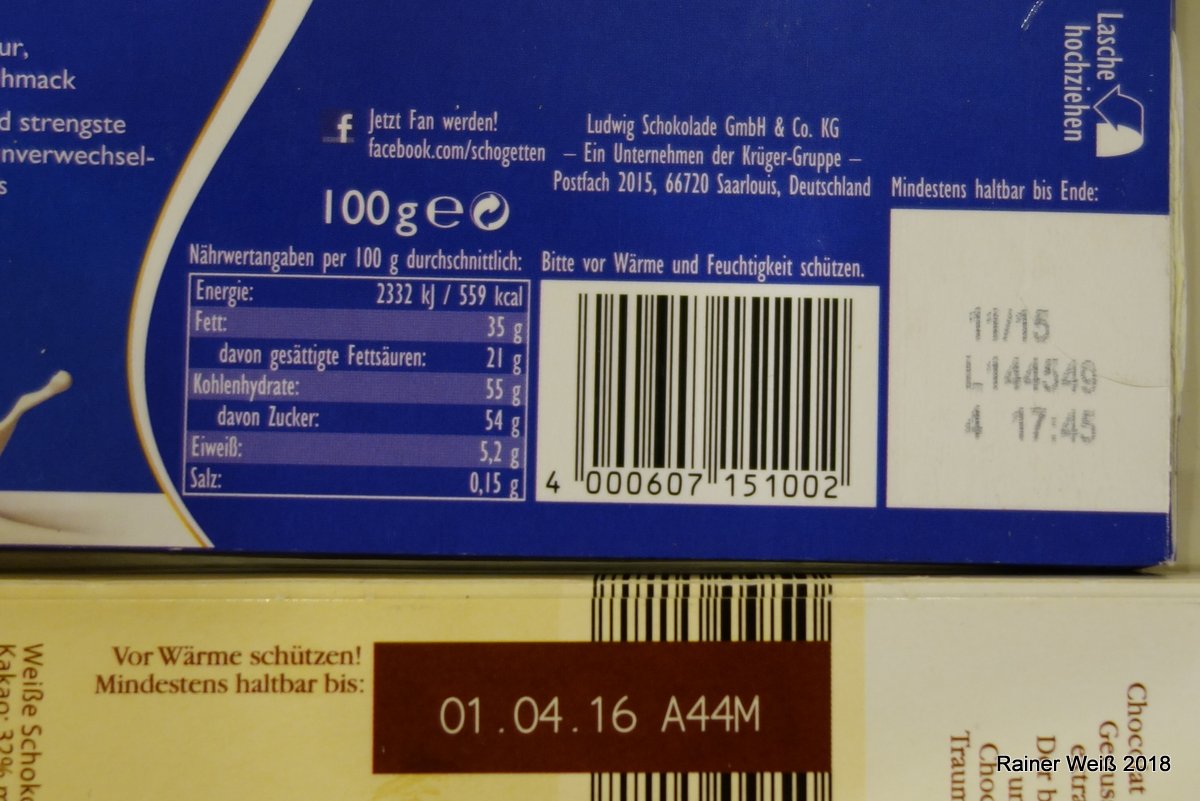 ur,
hmack
d strengste
nverwechsel-
s
Jetzt Fan werden!
facebook.com/schogetten
100 g e
Ludwig Schokolade GmbH & Co. KG
– Ein Unternehmen der Krüger-Gruppe –
Postfach 2015, 66720 Saarlouis, Deutschland
Lasche
hochziehen
Mindestens haltbar bis Ende:
11/15
L144549
4 17:45
Nährwertangaben per 100 g durchschnittlich:
Energie: 2332 kJ / 559 kcal
Fett: 35 g
davon gesättigte Fettsäuren: 21 g
Kohlenhydrate: 55 g
davon Zucker: 54 g
Eiweiß: 5,2 g
Salz: 0,15 g
Bitte vor Wärme und Feuchtigkeit schützen.
4 000607 151002
Weiße Schok
Kakao: 32%
Vor Wärme schützen!
Mindestens haltbar bis:
01.04.16 A44M
Chocolat
Der b
Traum
Rainer Weiß 2018